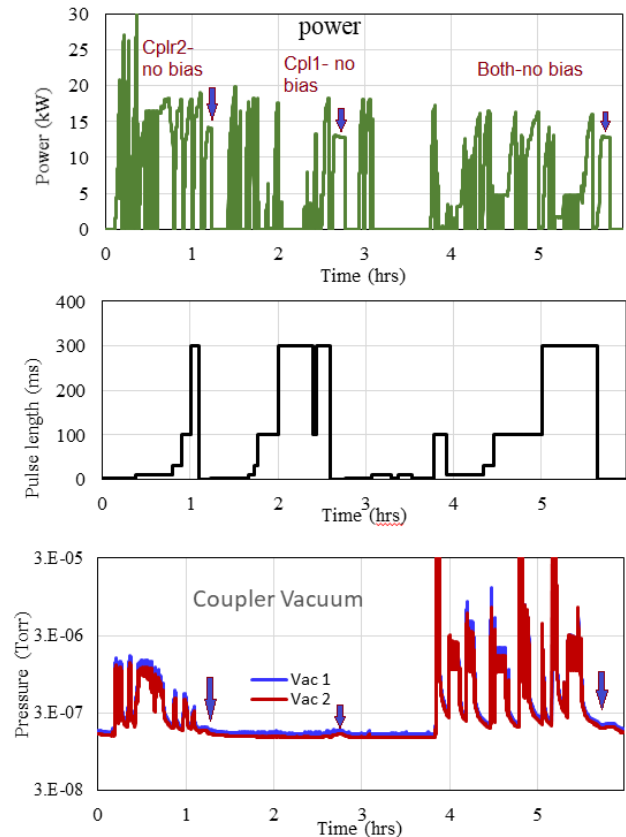 power
Cplr2-
no bias
Cpl1- no
bias
Both-no bias
30
25
20
15
10
5
0
Power (kW)
0 1 2 3 4 5
Time (hrs)
400
300
200
100
0
Pulse length (ms)
0 1 2 3 4 5
Time (hrs)
3.E-05
3.E-06
3.E-07
3.E-08
Pressure (Torr)
Coupler Vacuum
Vac 1
Vac 2
0 1 2 3 4 5
Time (hrs)